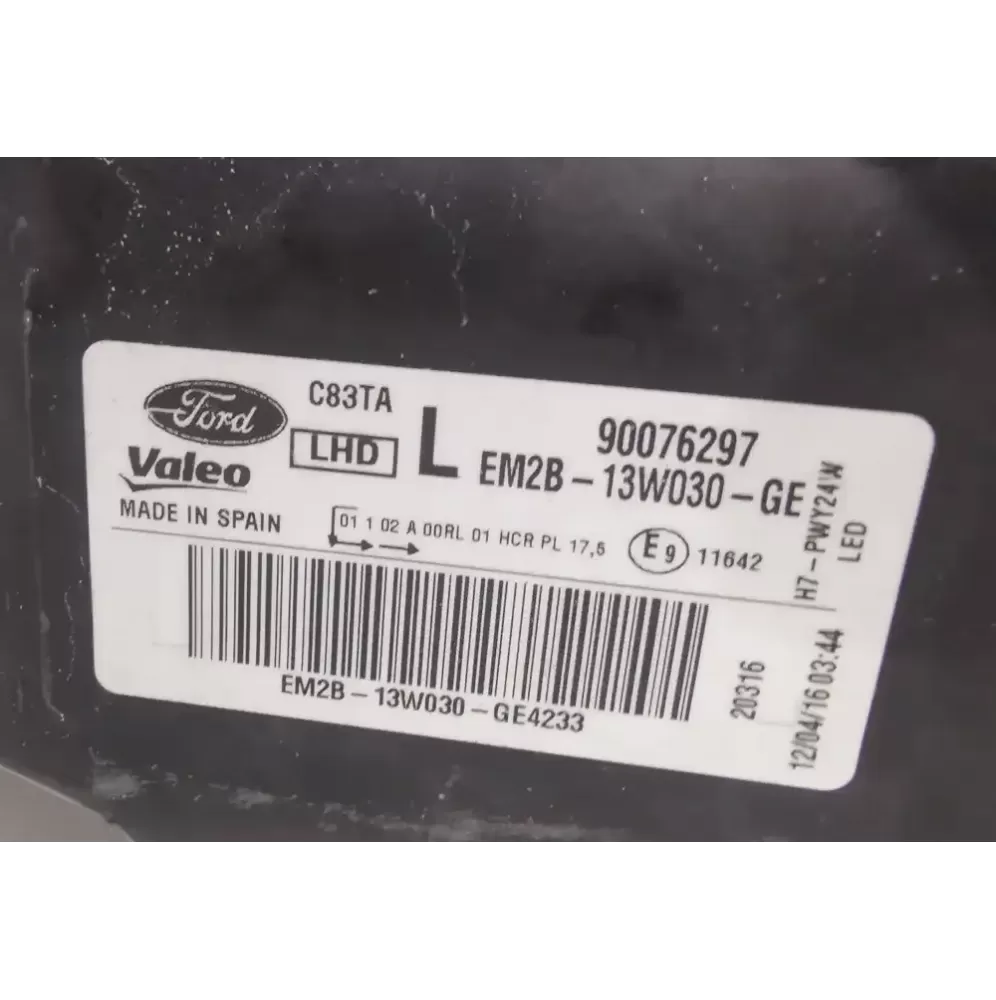 Ford
C83TA
Valeo
LHD
L
90076297
EM2B-13W030-GE
MADE IN SPAIN
01 1 02 A 00RL 01 HCR PL 17,5
E9
11642
H7-PWY24W
LED
EM2B-13W030-GE4233
20316
12/04/16 03:44